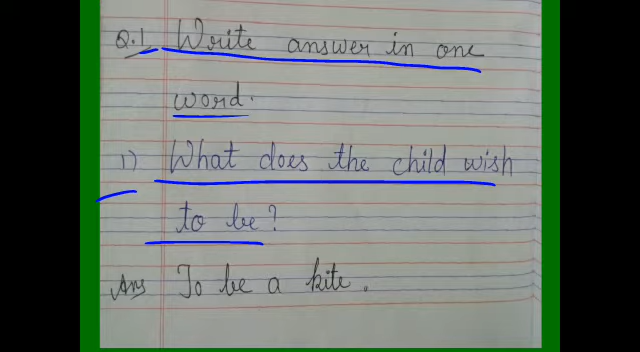 Q.1 Write answer in one
word.
1) What does the child wish
to be?
Ans To be a kite.